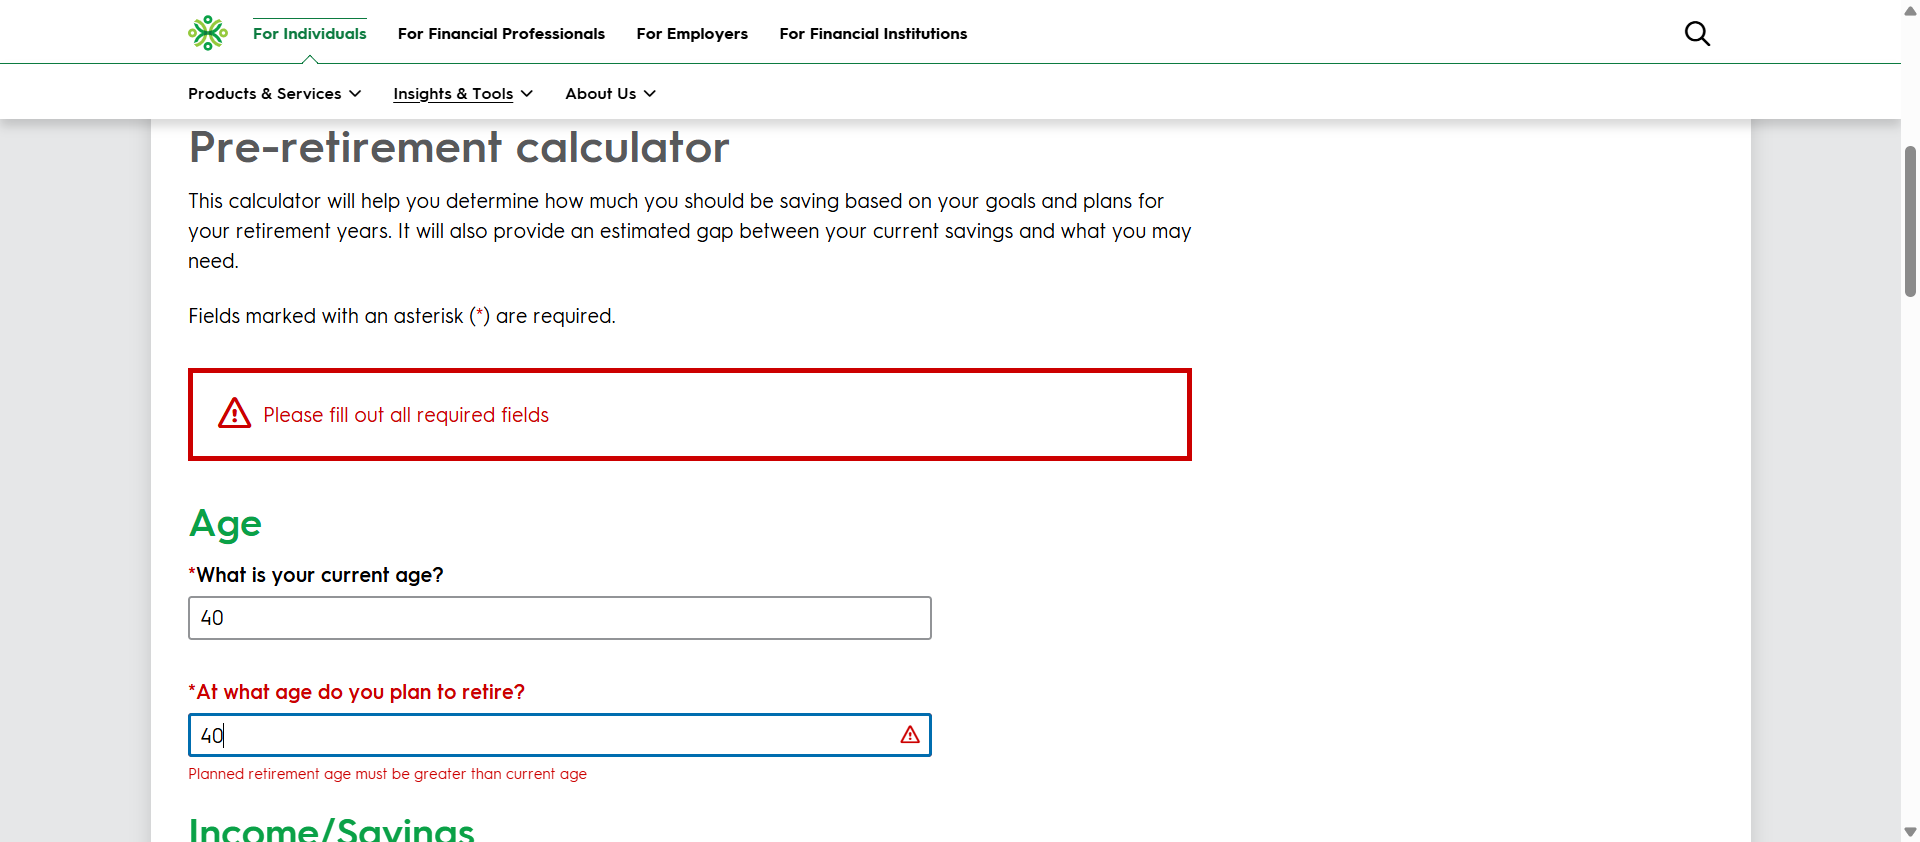 For Individuals For Financial Professionals For Employers For Financial Institutions
Products & Services Insights & Tools About Us
Pre-retirement calculator
This calculator will help you determine how much you should be saving based on your goals and plans for
your retirement years. It will also provide an estimated gap between your current savings and what you may
need.
Fields marked with an asterisk (*) are required.
Please fill out all required fields
Age
*What is your current age?
40
*At what age do you plan to retire?
40
Planned retirement age must be greater than current age
Income/Savings